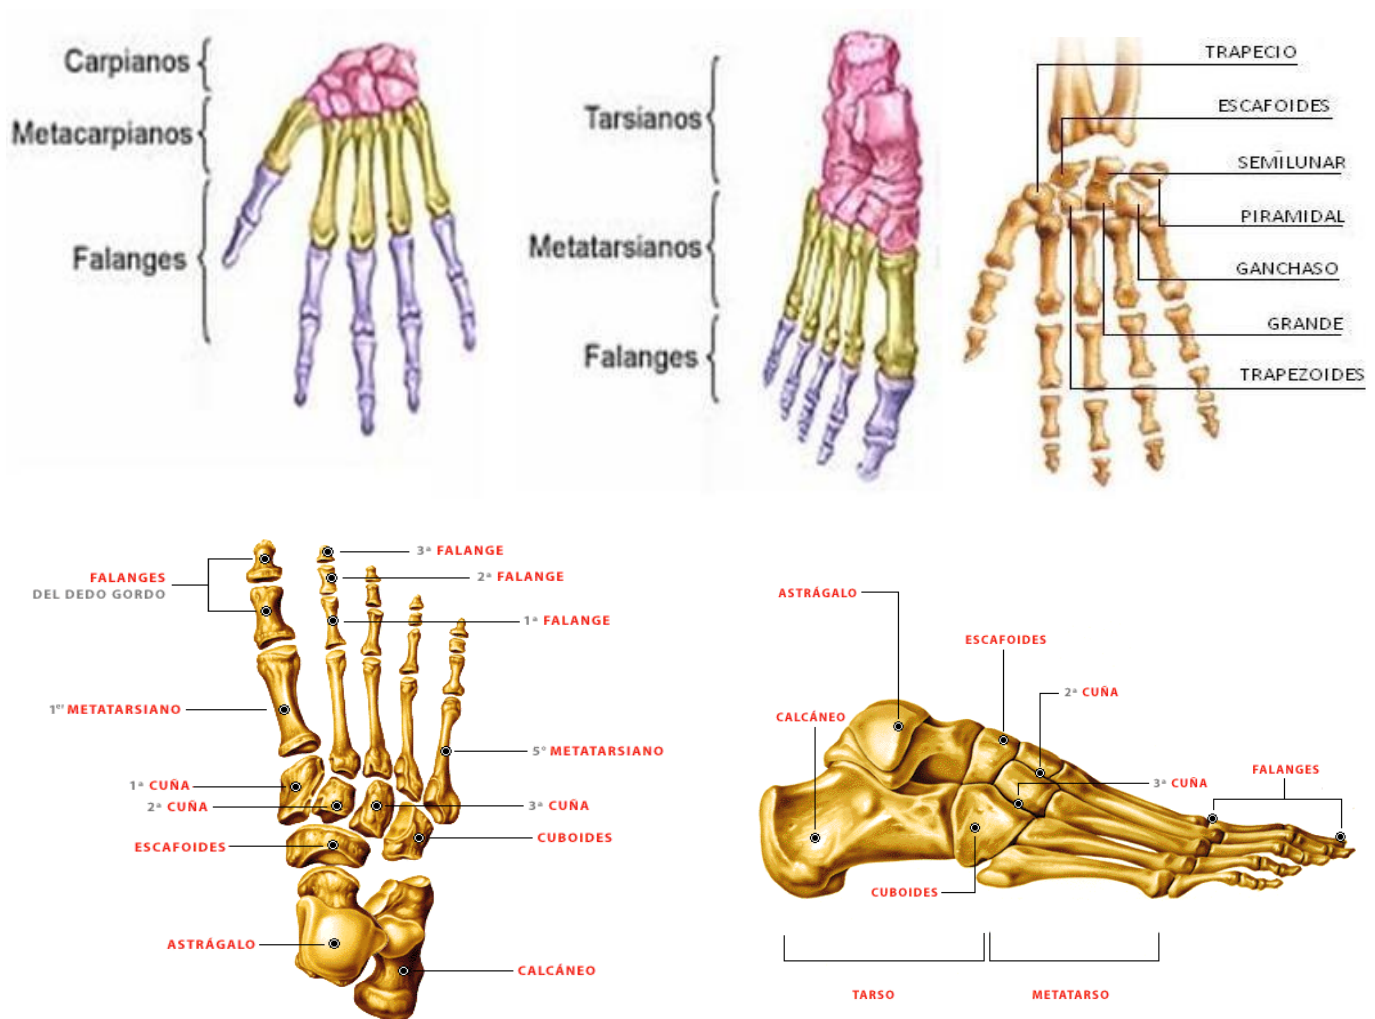 Carpianos
Metacarpianos
Falanges
Tarsianos
Metatarsianos
Falanges
TRAPECIO
ESCAFOIDES
SEMILUNAR
PIRAMIDAL
GANCHASO
GRANDE
TRAPEZOIDES
3ª FALANGE
2ª FALANGE
1ª FALANGE
FALANGES
DEL DEDO GORDO
1er METATARSIANO
5º METATARSIANO
1ª CUÑA
2ª CUÑA
3ª CUÑA
ESCAFOIDES
CUBOIDES
ASTRÁGALO
CALCÁNEO
ASTRÁGALO
ESCAFOIDES
2ª CUÑA
CALCÁNEO
3ª CUÑA
FALANGES
CUBOIDES
TARSO
METATARSO